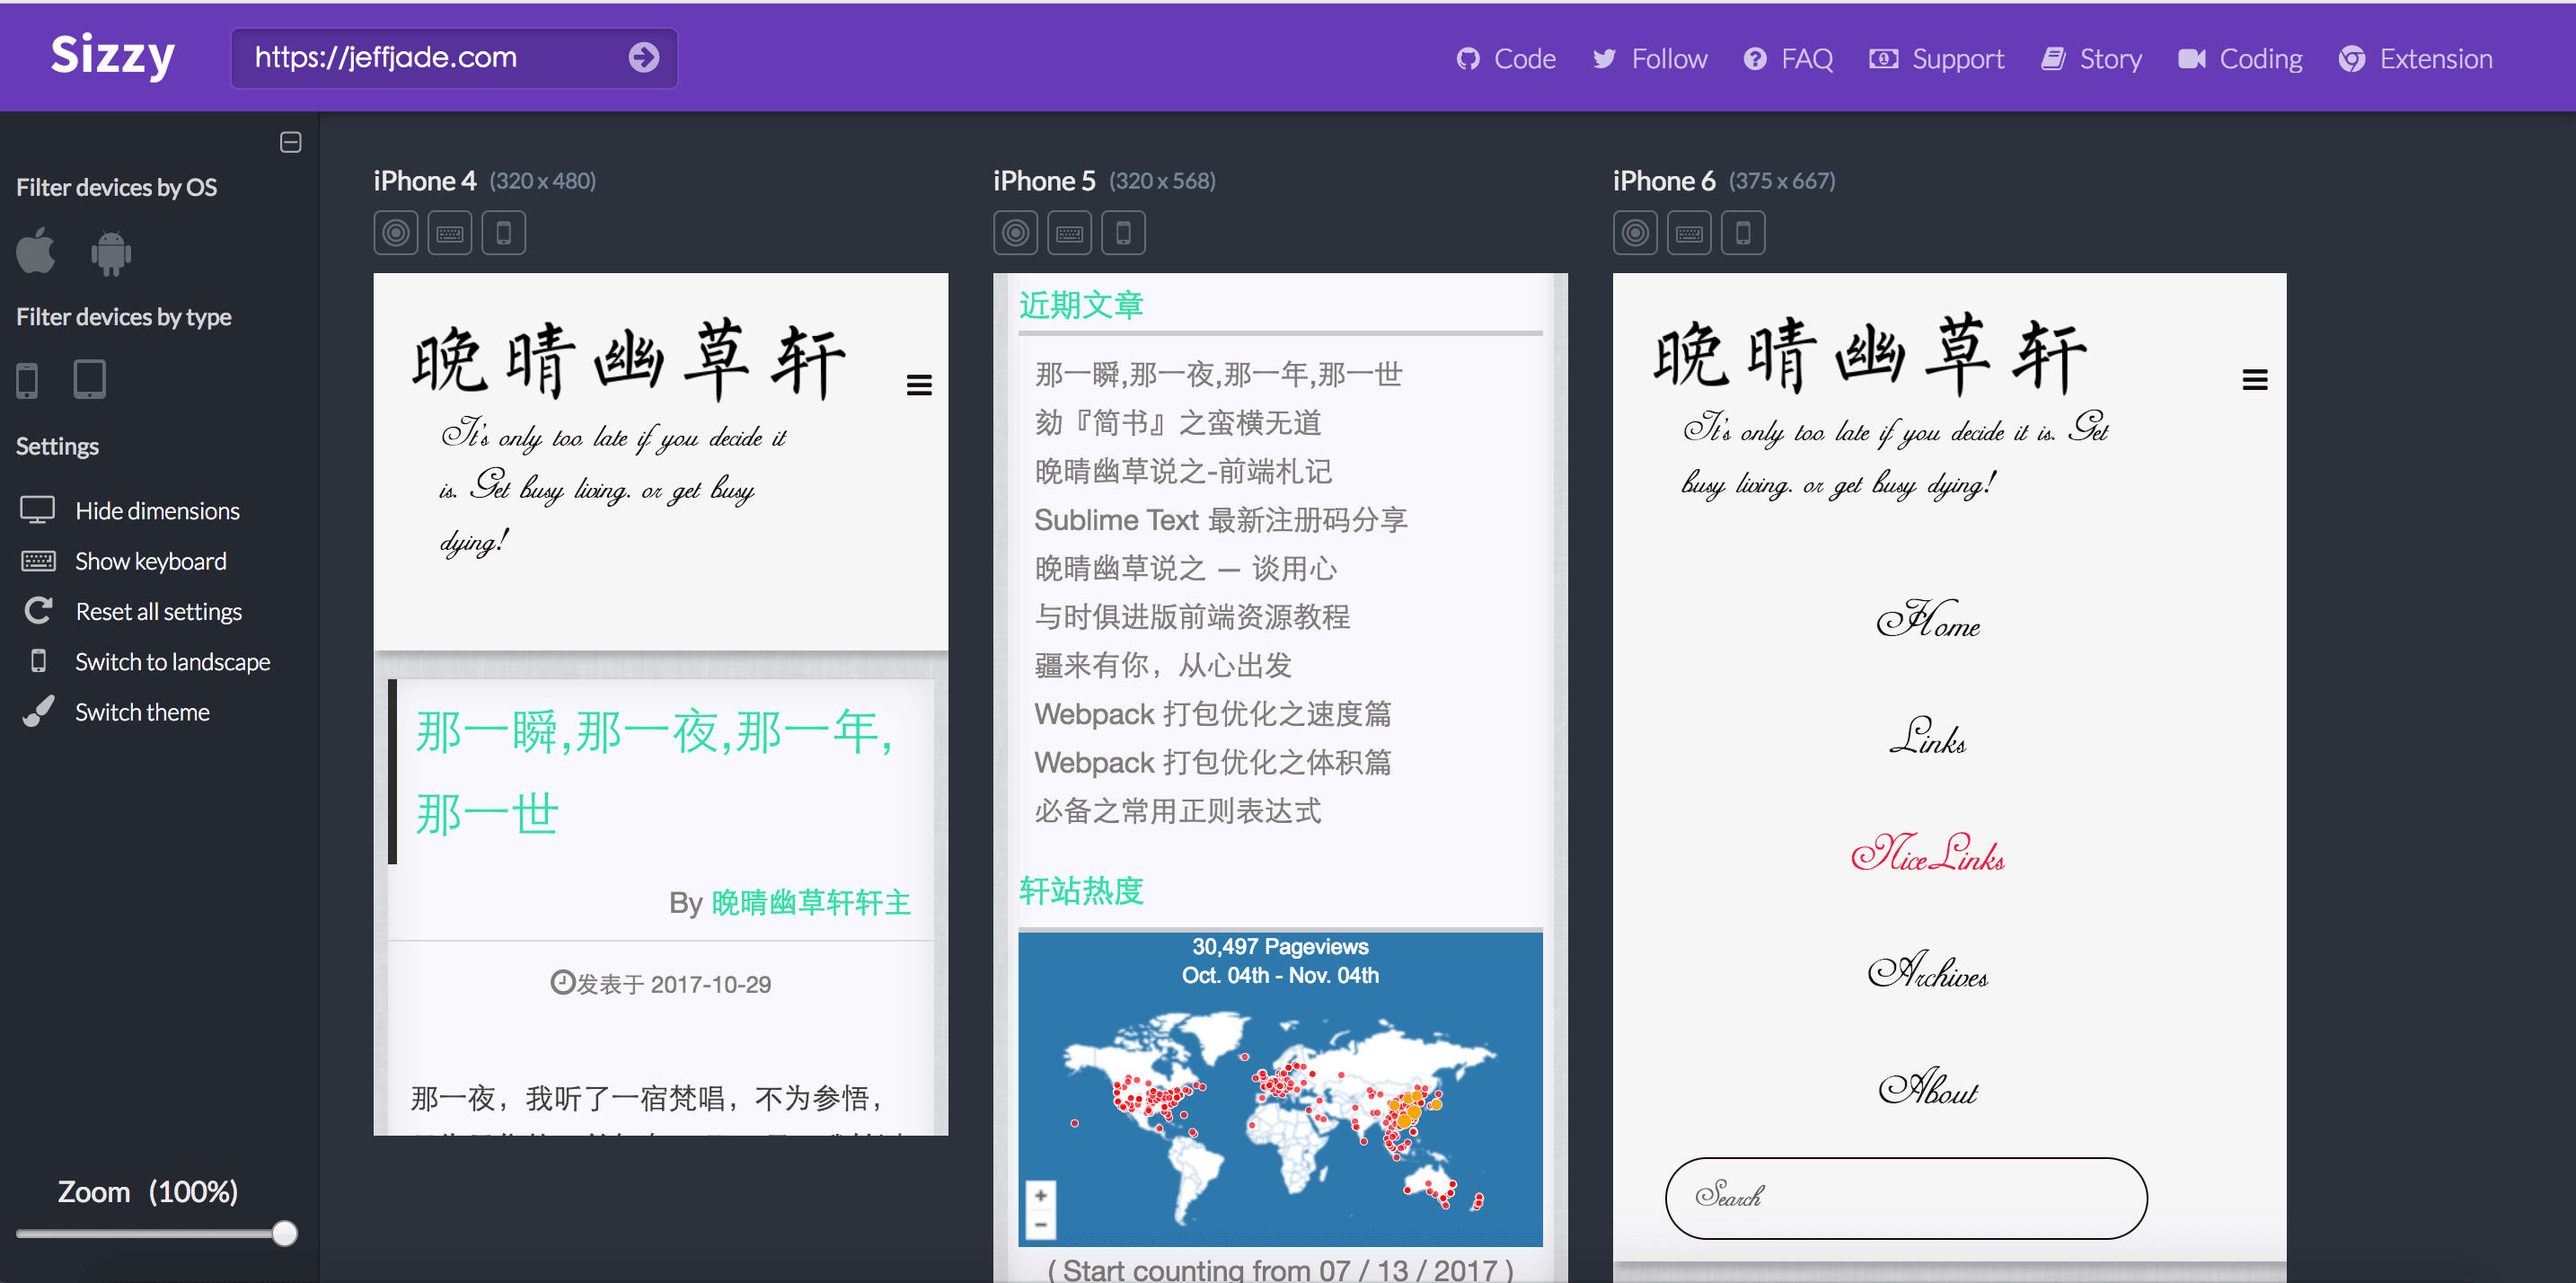 Sizzy
https://jeffjade.com
Code
Follow
FAQ
Support
Story
Coding
Extension
Filter devices by OS
Filter devices by type
Settings
Hide dimensions
Show keyboard
Reset all settings
Switch to landscape
Switch theme
Zoom (100%)
iPhone 4 (320 x 480)
晚晴幽草轩
It's only too late if you decide it
is. Get busy living. or get busy
dying!
那一瞬,那一夜,那一年,
那一世
By 晚晴幽草轩轩主
发表于 2017-10-29
那一夜，我听了一宿梵唱，不为参悟，
iPhone 5 (320 x 568)
近期文章
那一瞬,那一夜,那一年,那一世
劾『简书』之蛮横无道
晚晴幽草说之-前端札记
Sublime Text 最新注册码分享
晚晴幽草说之 — 谈用心
与时俱进版前端资源教程
疆来有你，从心出发
Webpack 打包优化之速度篇
Webpack 打包优化之体积篇
必备之常用正则表达式
轩站热度
30,497 Pageviews
Oct. 04th - Nov. 04th
+
−
( Start counting from 07 / 13 / 2017 )
iPhone 6 (375 x 667)
晚晴幽草轩
It's only too late if you decide it is. Get
busy living. or get busy dying!
Home
Links
NiceLinks
Archives
About
Search